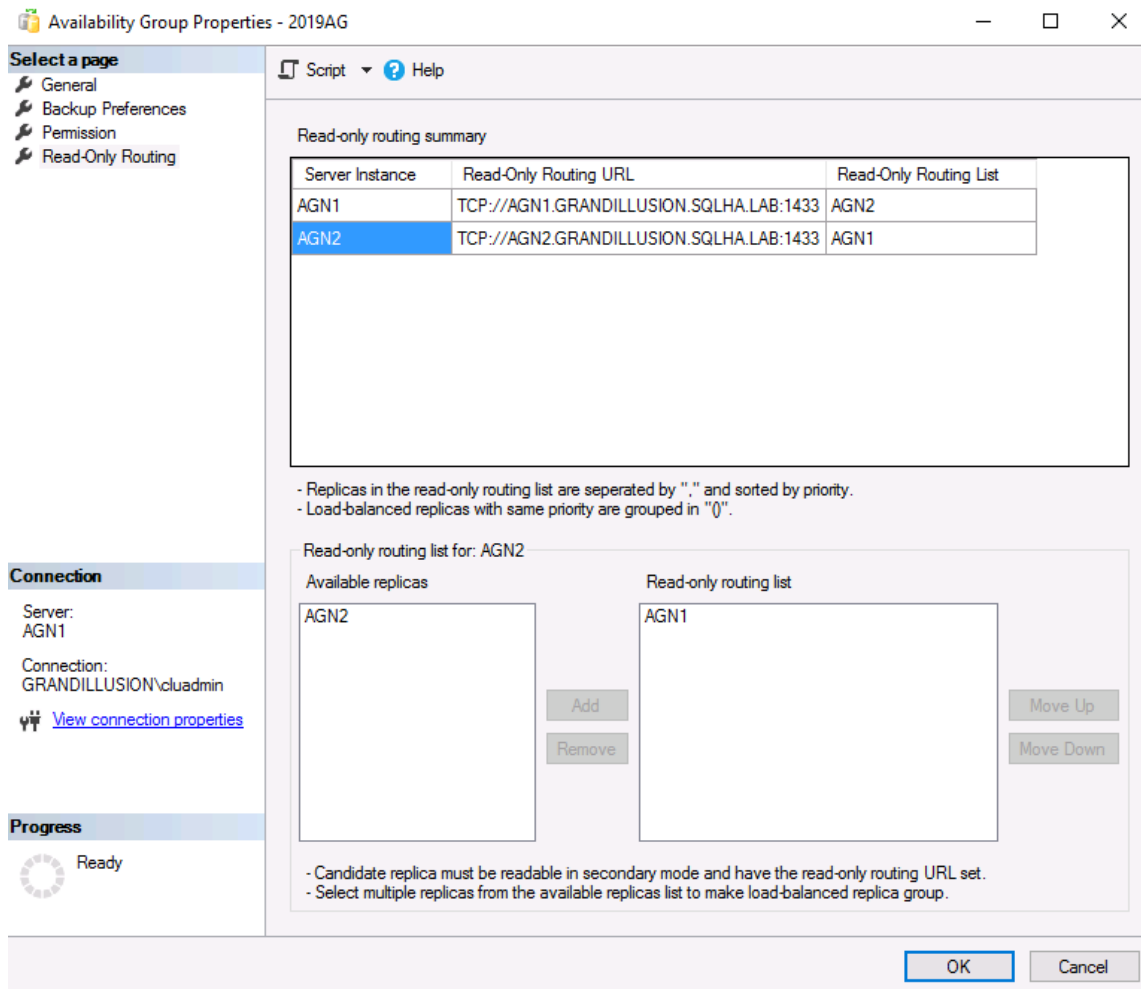 Availability Group Properties - 2019AG
Select a page
General
Backup Preferences
Permission
Read-Only Routing
Script
Help
Read-only routing summary
Server Instance Read-Only Routing URL Read-Only Routing List
AGN1 TCP://AGN1.GRANDILLUSION.SQLHA.LAB:1433 AGN2
AGN2 TCP://AGN2.GRANDILLUSION.SQLHA.LAB:1433 AGN1
- Replicas in the read-only routing list are seperated by "," and sorted by priority.
- Load-balanced replicas with same priority are grouped in "()".
Read-only routing list for: AGN2
Available replicas
AGN2
Add
Remove
Read-only routing list
AGN1
Move Up
Move Down
- Candidate replica must be readable in secondary mode and have the read-only routing URL set.
- Select multiple replicas from the available replicas list to make load-balanced replica group.
Connection
Server:
AGN1
Connection:
GRANDILLUSION\cluadmin
View connection properties
Progress
Ready
OK
Cancel